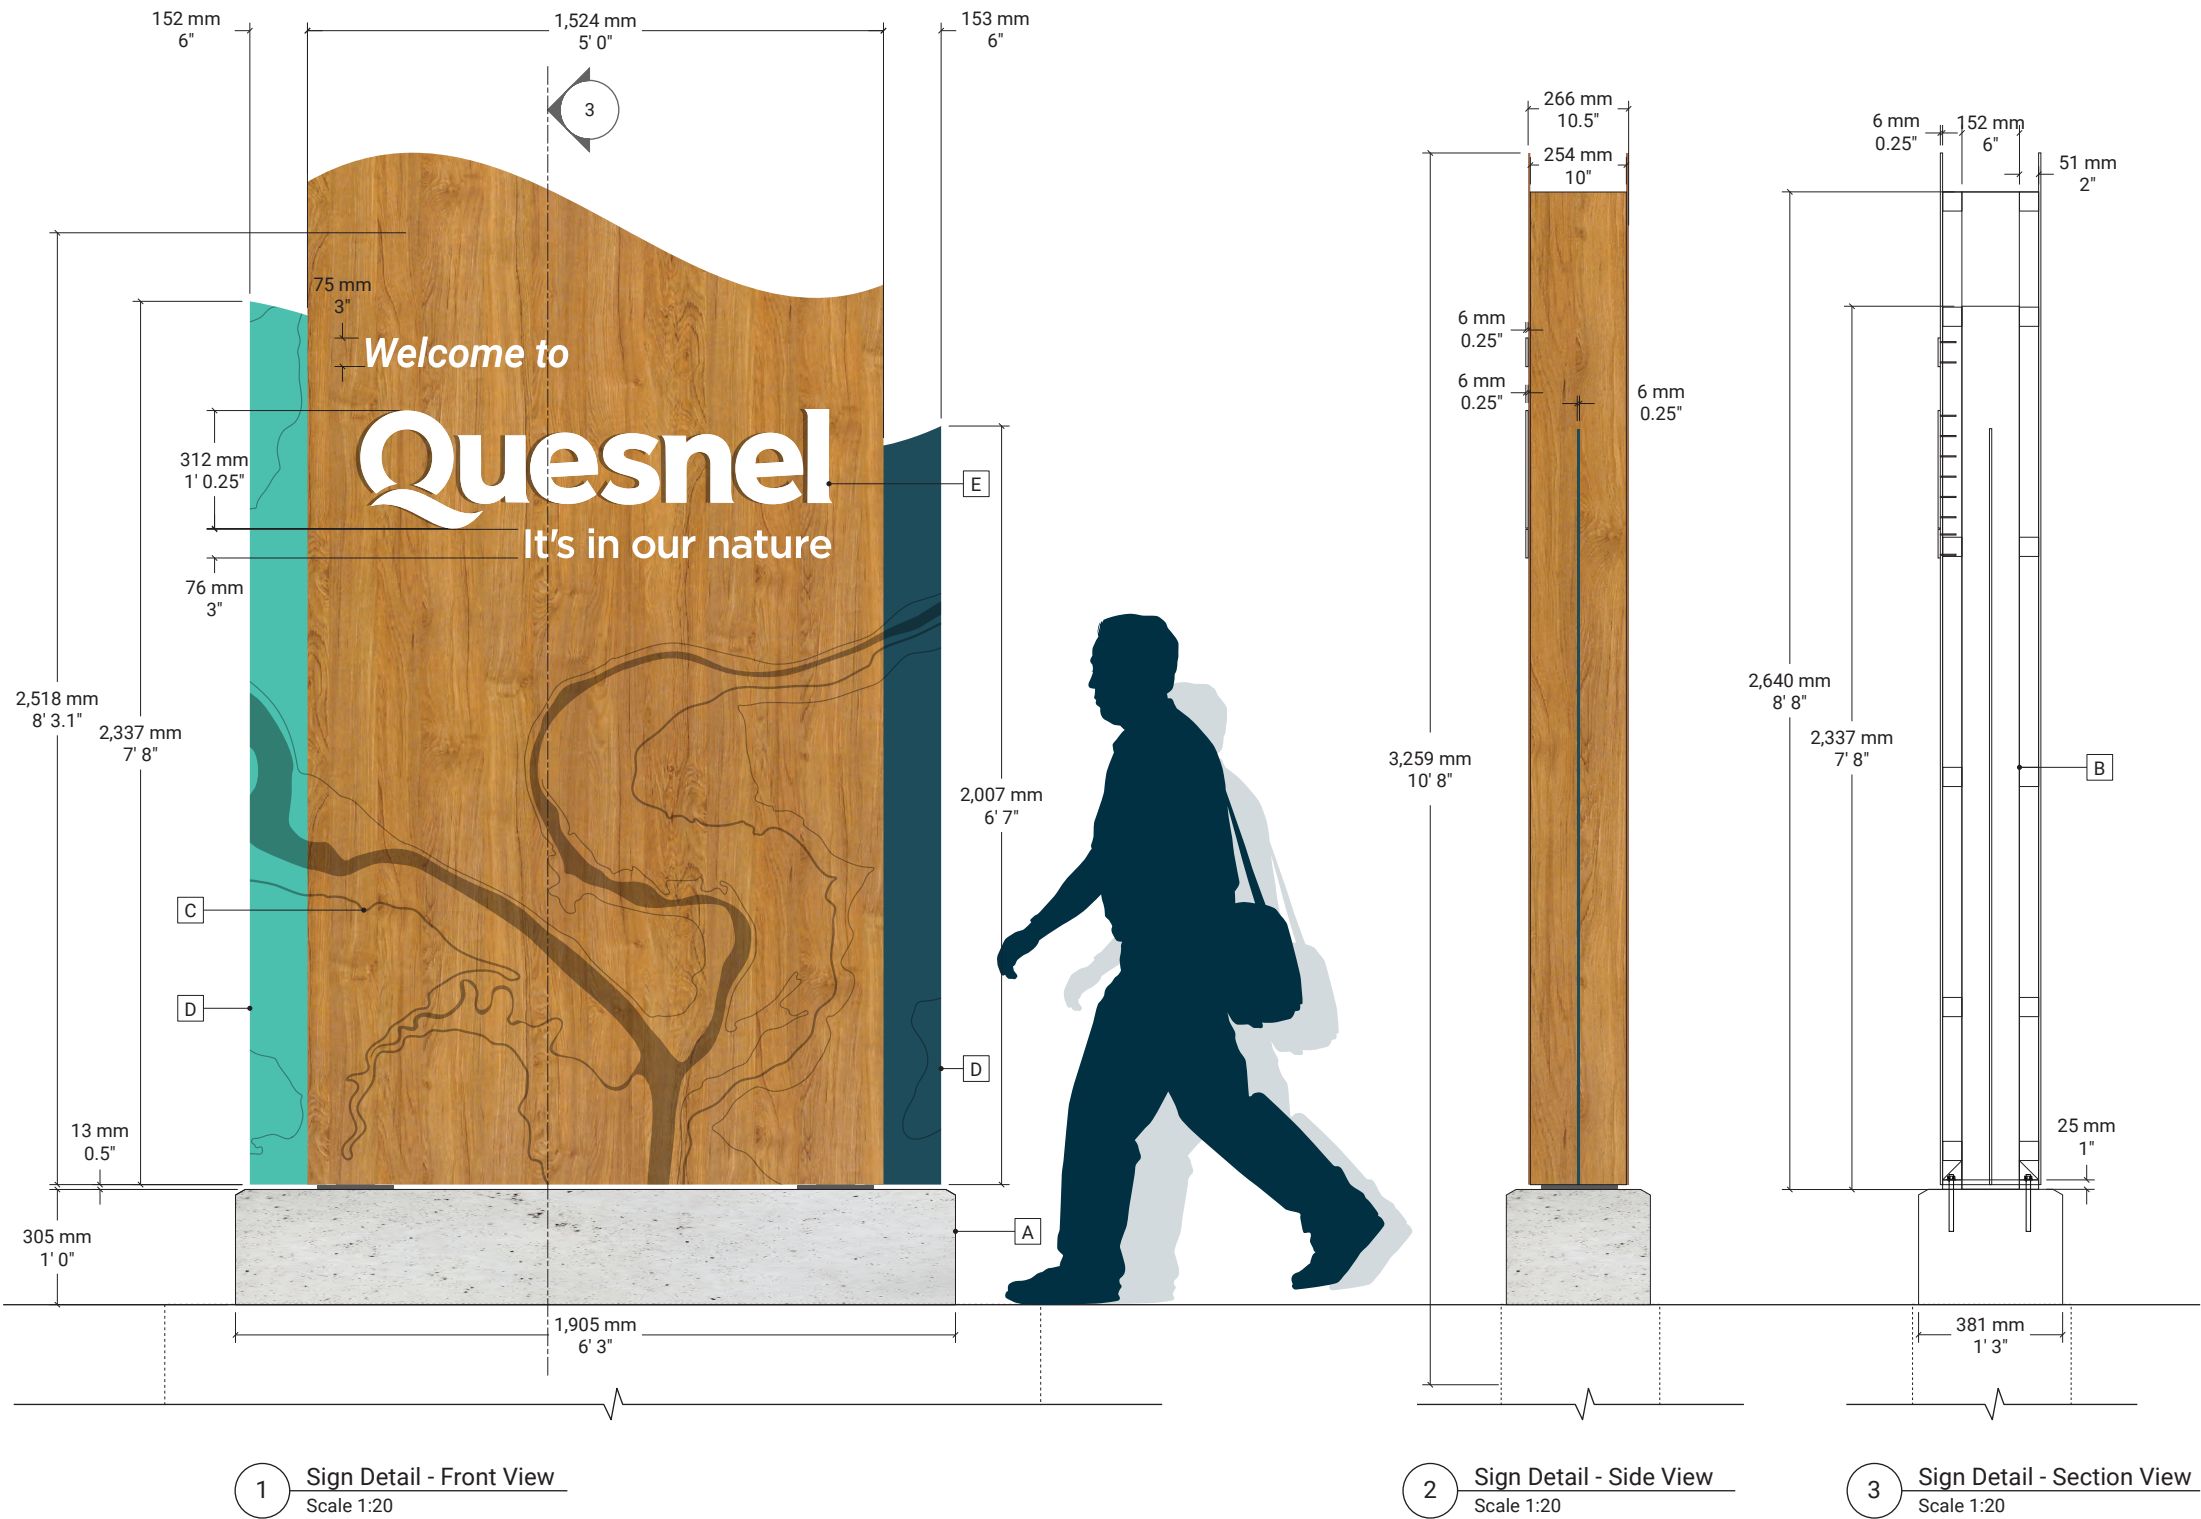 152 mm
6"
1,524 mm
5' 0"
153 mm
6"
3
75 mm
3"
Welcome to
Quesnel
It's in our nature
312 mm
1' 0.25"
76 mm
3"
2,518 mm
8' 3.1"
2,337 mm
7' 8"
2,007 mm
6' 7"
E
C
D
D
A
13 mm
0.5"
305 mm
1' 0"
1,905 mm
6' 3"
1
Sign Detail - Front View
Scale 1:20
266 mm
10.5"
254 mm
10"
6 mm
0.25"
6 mm
0.25"
6 mm
0.25"
3,259 mm
10' 8"
2
Sign Detail - Side View
Scale 1:20
6 mm
0.25"
152 mm
6"
51 mm
2"
2,640 mm
8' 8"
2,337 mm
7' 8"
B
25 mm
1"
381 mm
1' 3"
3
Sign Detail - Section View
Scale 1:20